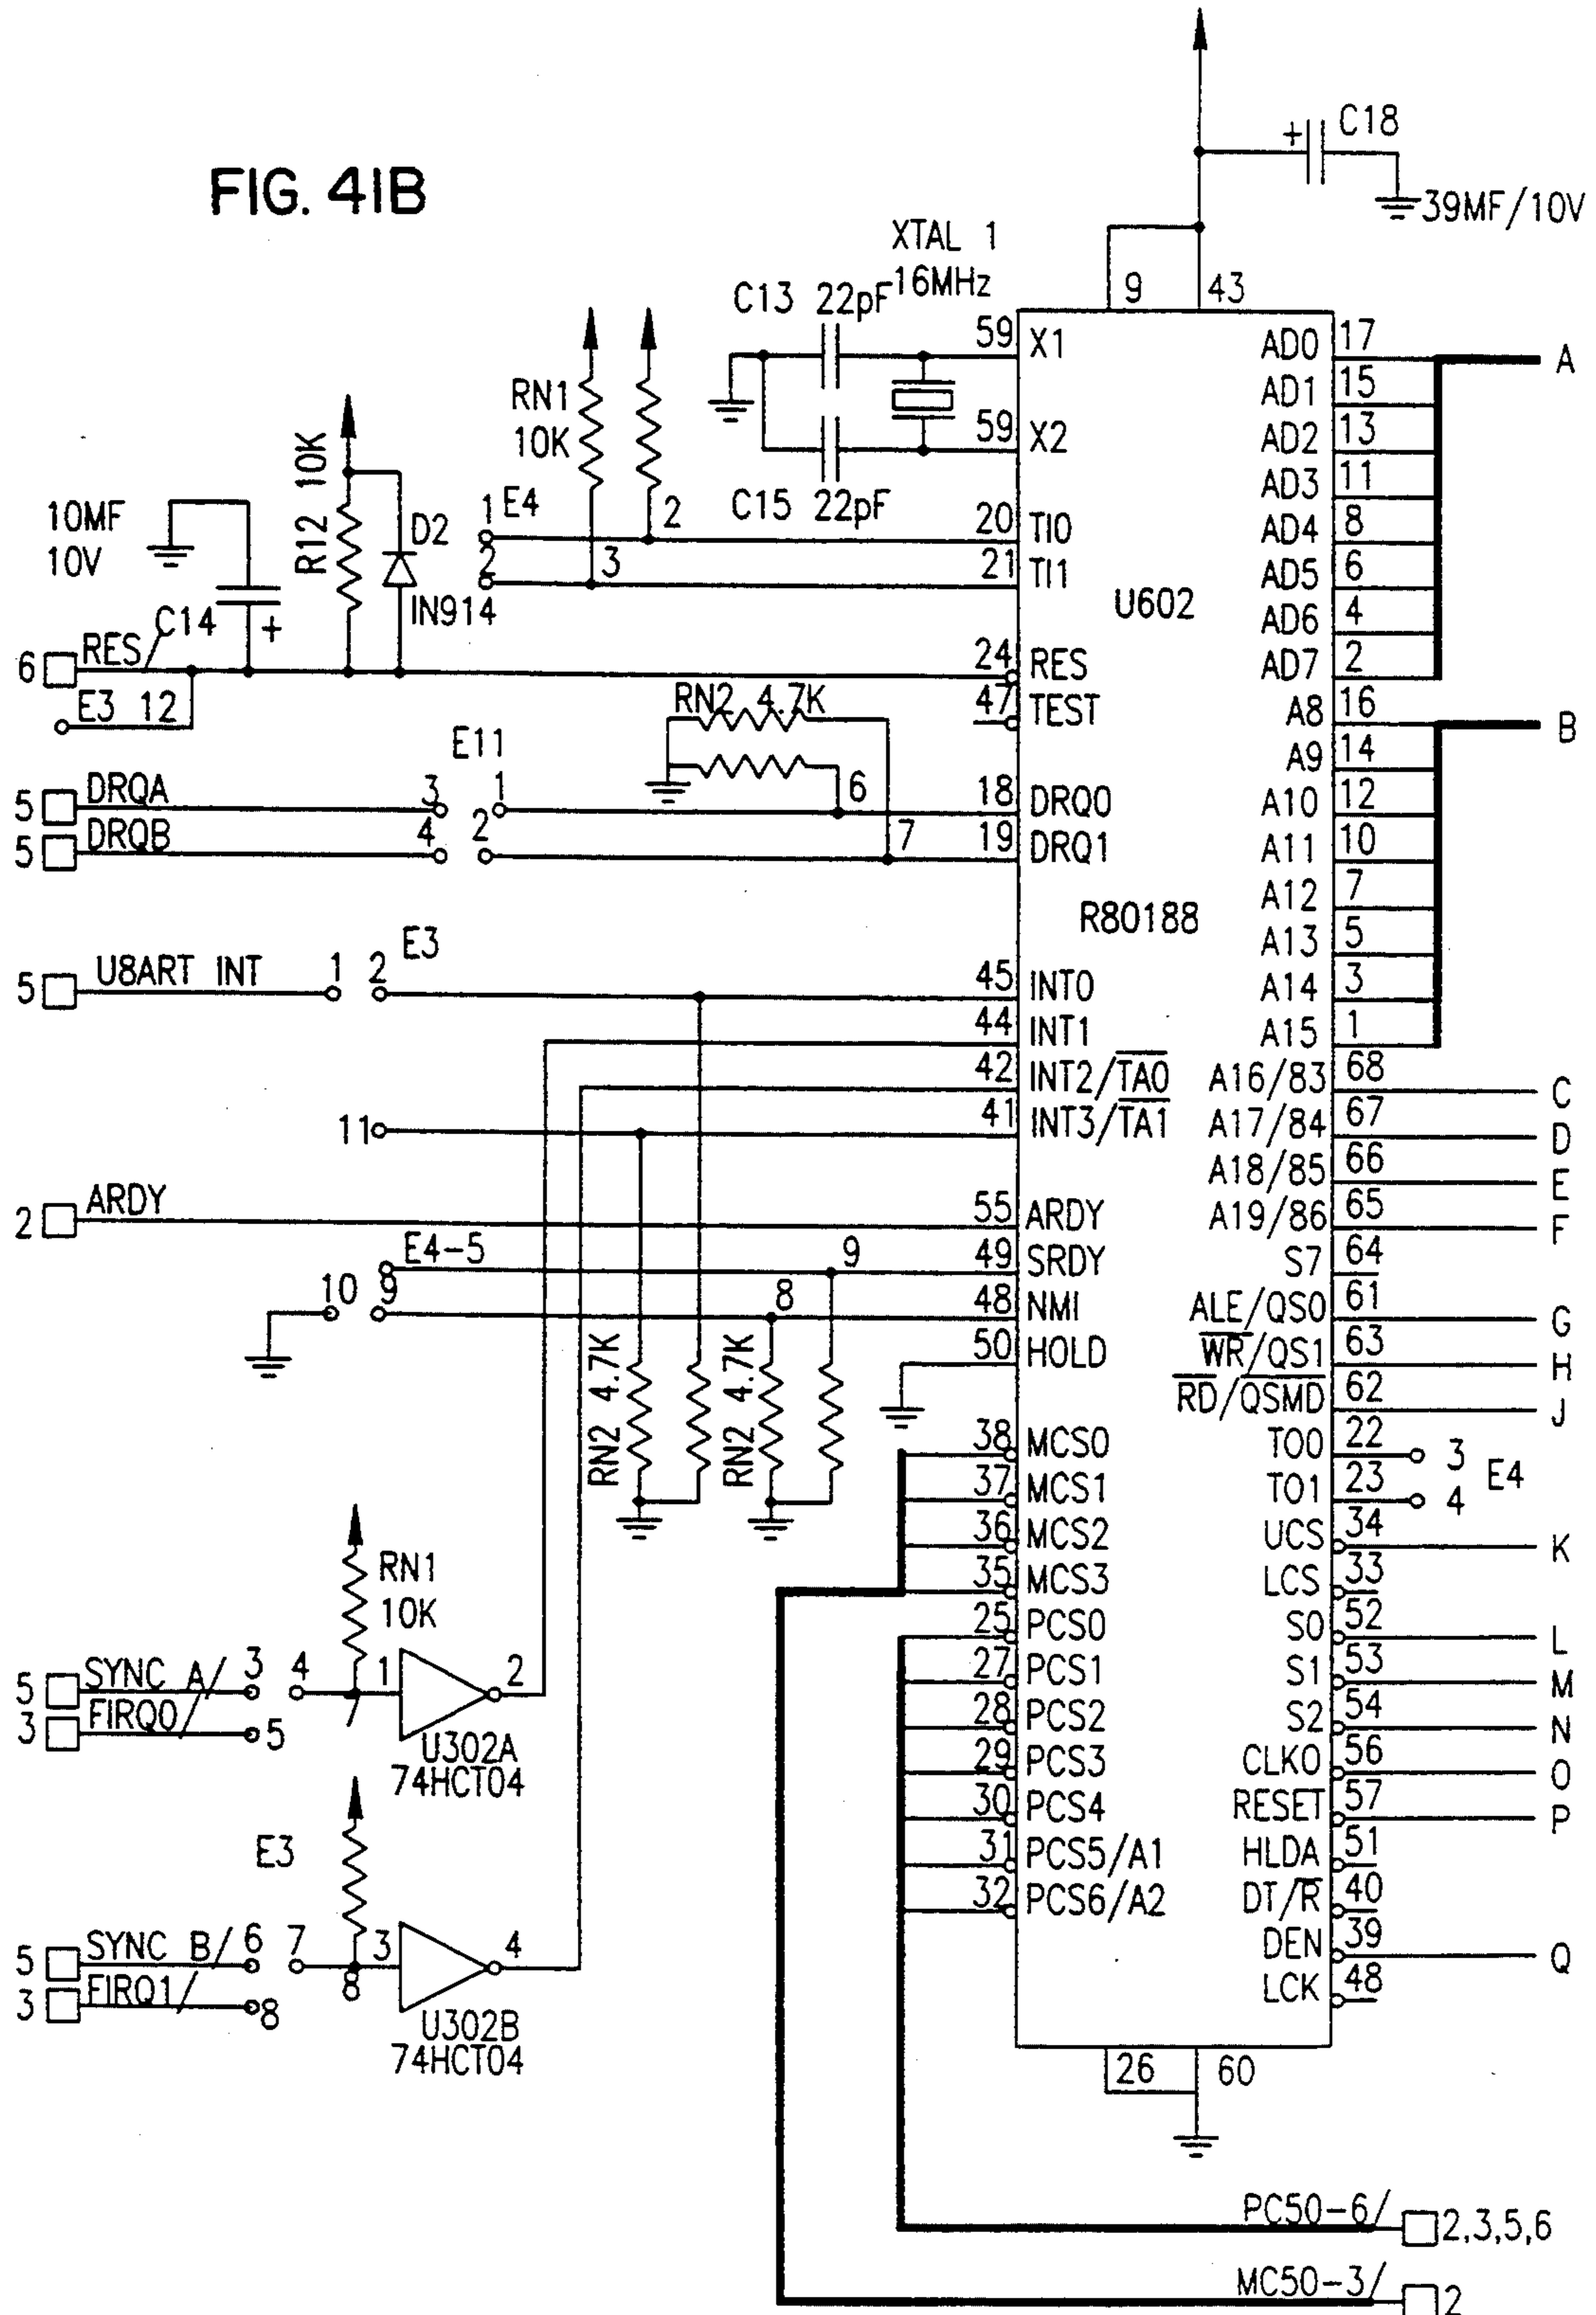 FIG. 41B
+ C18
39MF/10V
XTAL 1
16MHz
C13 22pF
C15 22pF
9 43
RN1
10K
R12 10K
10MF
10V
D2
IN914
C14
+
1 E4
2
2
3
6 RES/
E3 12
RN2 4.7K
E11
5 DRQA 3 1 6
5 DRQB 4 2 7
5 U8ART INT 1 2 E3
11
2 ARDY
E4-5 9
10 9 8
RN2 4.7K
RN2 4.7K
RN1
10K
5 SYNC A/ 3 4 1 2
3 FIRQ0/ 5
U302A
74HCT04
E3
5 SYNC B/ 6 7 3 4
8
3 FIRQ1/ 8
U302B
74HCT04
U602
R80188
59 X1
59 X2
20 TI0
21 TI1
24 RES
47 TEST
18 DRQ0
19 DRQ1
45 INT0
44 INT1
42 INT2/TA0
41 INT3/TA1
55 ARDY
49 SRDY
48 NMI
50 HOLD
38 MCS0
37 MCS1
36 MCS2
35 MCS3
25 PCS0
27 PCS1
28 PCS2
29 PCS3
30 PCS4
31 PCS5/A1
32 PCS6/A2
AD0 17 A
AD1 15
AD2 13
AD3 11
AD4 8
AD5 6
AD6 4
AD7 2
A8 16 B
A9 14
A10 12
A11 10
A12 7
A13 5
A14 3
A15 1
A16/83 68 C
A17/84 67 D
A18/85 66 E
A19/86 65 F
S7 64
ALE/QS0 61 G
WR/QS1 63 H
RD/QSMD 62 J
TO0 22 3
TO1 23 4 E4
UCS 34 K
LCS 33
S0 52 L
S1 53 M
S2 54 N
CLKO 56 O
RESET 57 P
HLDA 51
DT/R 40
DEN 39 Q
LCK 48
26 60
PC50-6/ 2,3,5,6
MC50-3/ 2